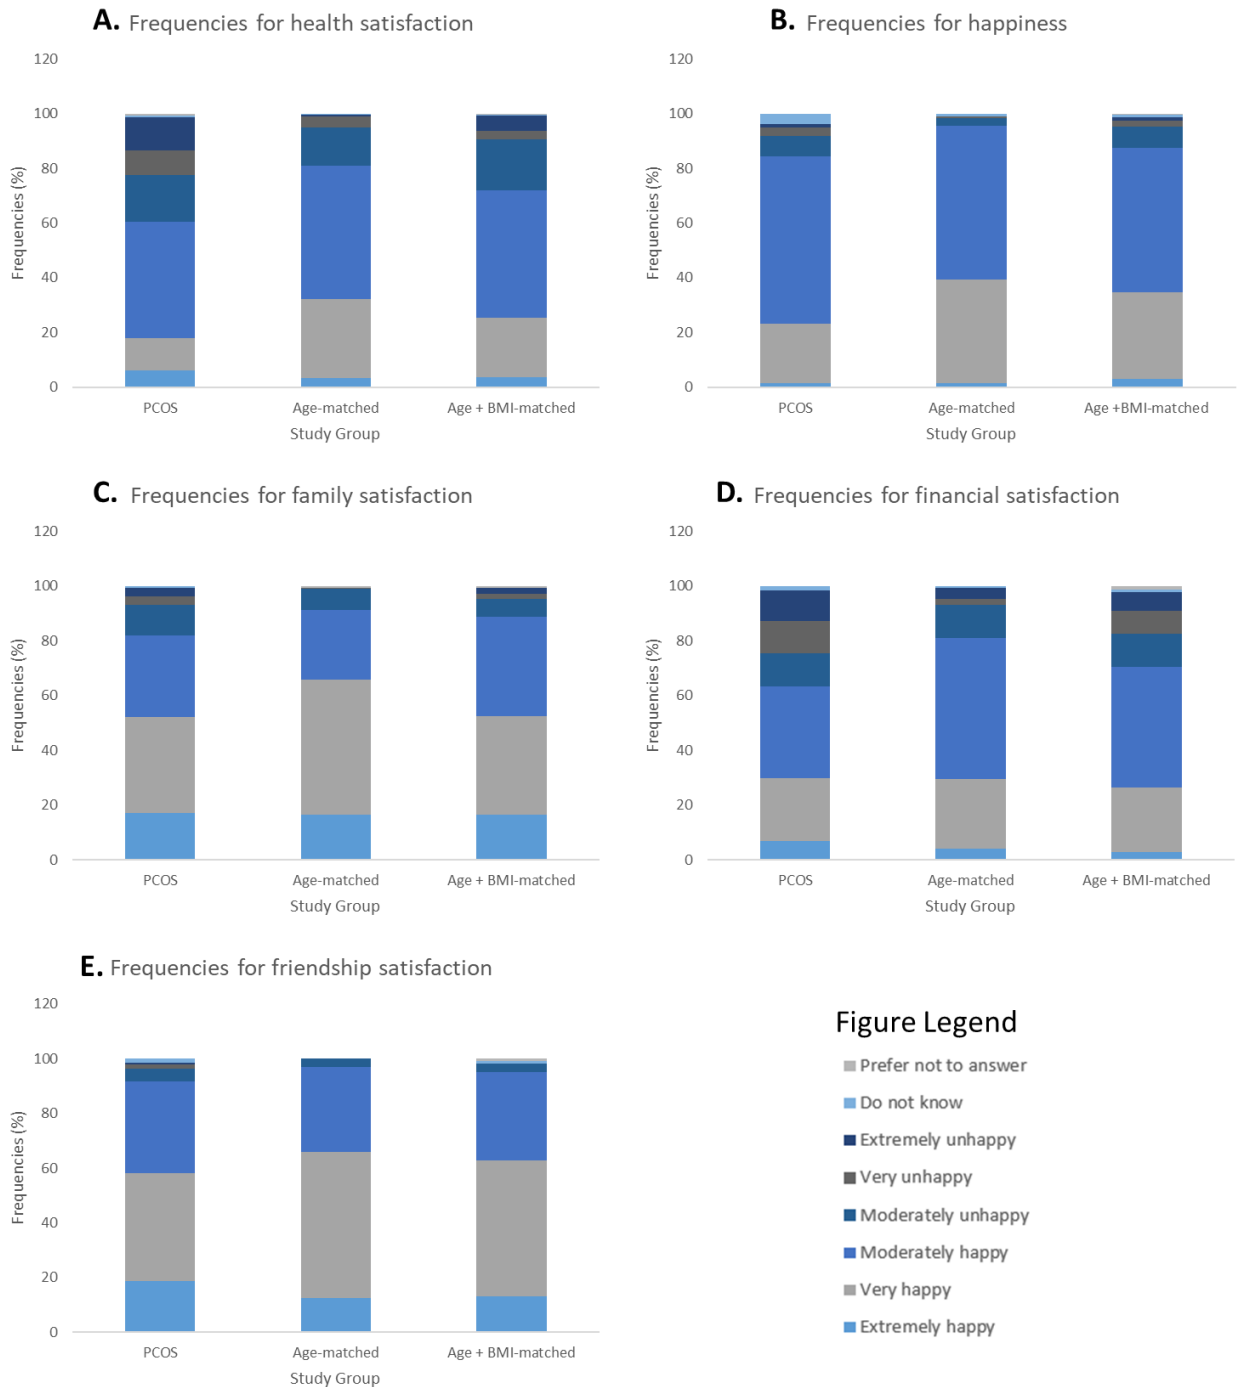 A. Frequencies for health satisfaction
120
100
80
60
40
20
0
Frequencies (%)
PCOS Age-matched Age + BMI-matched
Study Group
B. Frequencies for happiness
120
100
80
60
40
20
0
Frequencies (%)
PCOS Age-matched Age +BMI-matched
Study Group
C. Frequencies for family satisfaction
120
100
80
60
40
20
0
Frequencies (%)
PCOS Age-matched Age + BMI-matched
Study Group
D. Frequencies for financial satisfaction
120
100
80
60
40
20
0
Frequencies (%)
PCOS Age-matched Age + BMI-matched
Study Group
E. Frequencies for friendship satisfaction
120
100
80
60
40
20
0
Frequencies (%)
PCOS Age-matched Age + BMI-matched
Study Group
Figure Legend
Prefer not to answer
Do not know
Extremely unhappy
Very unhappy
Moderately unhappy
Moderately happy
Very happy
Extremely happy